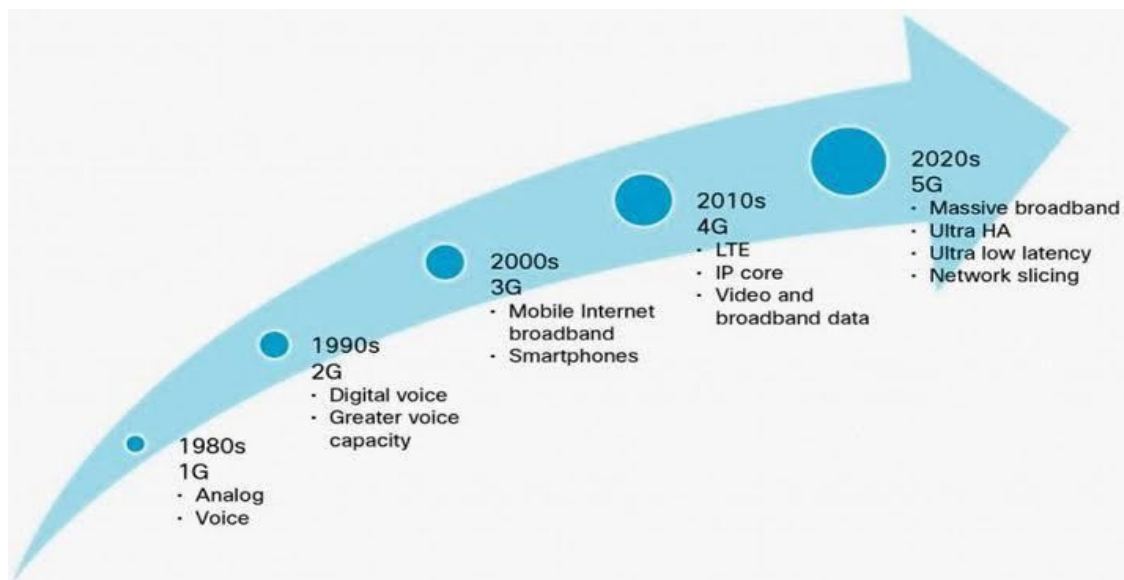 1980s
1G
· Analog
· Voice
1990s
2G
· Digital voice
· Greater voice
capacity
2000s
3G
· Mobile Internet
broadband
· Smartphones
2010s
4G
· LTE
· IP core
· Video and
broadband data
2020s
5G
· Massive broadband
· Ultra HA
· Ultra low latency
· Network slicing